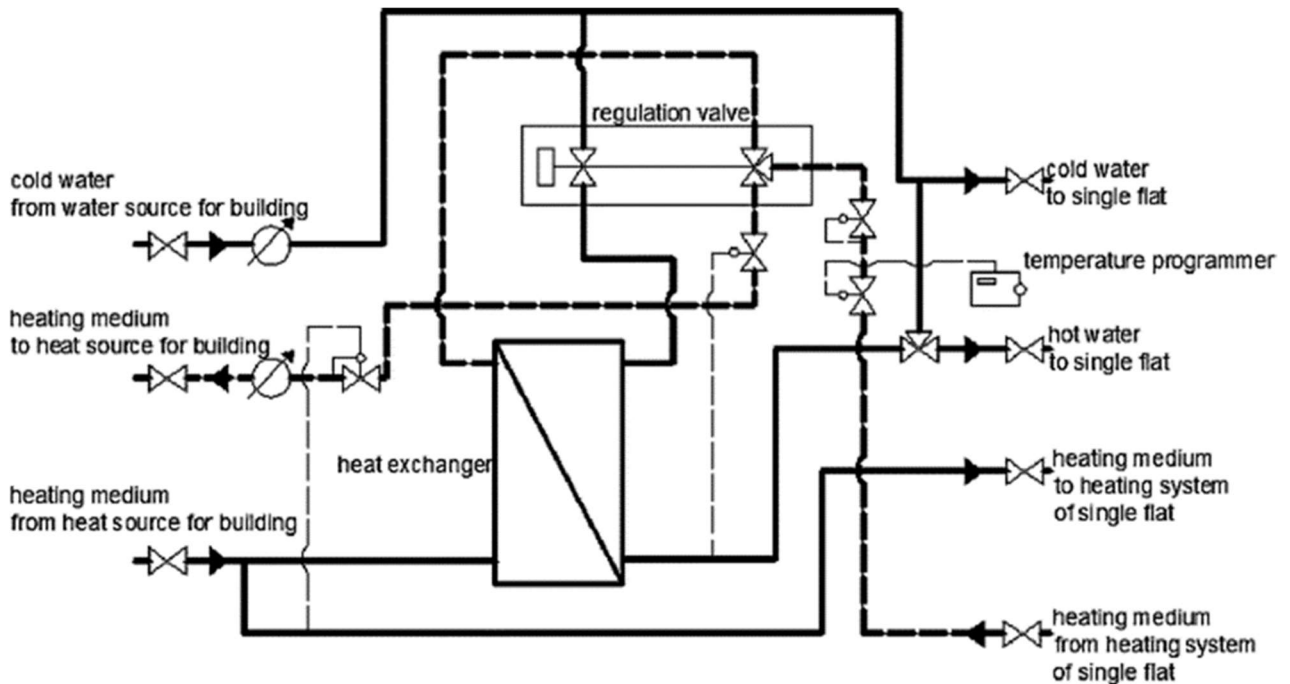 regulation valve
cold water
from water source for building
cold water
to single flat
temperature programmer
heating medium
to heat source for building
hot water
to single flat
heat exchanger
heating medium
from heat source for building
heating medium
to heating system
of single flat
heating medium
from heating system
of single flat